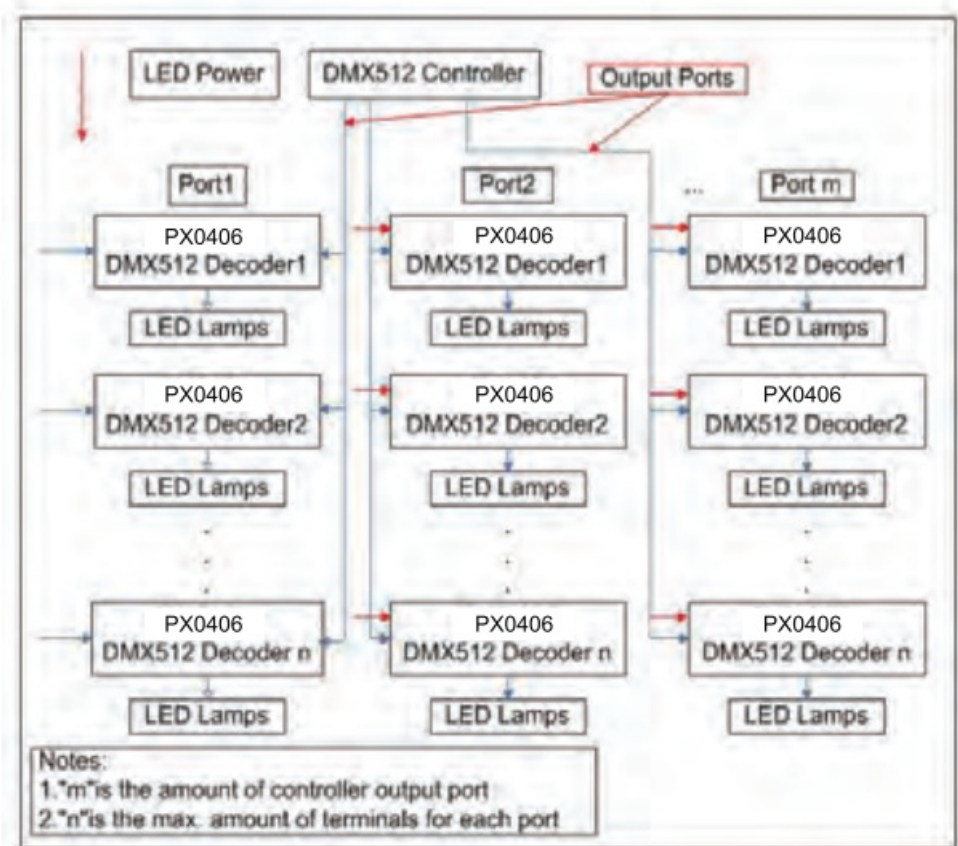 LED Power
DMX512 Controller
Output Ports
Port1
Port2
...
Port m
PX0406
DMX512 Decoder1
PX0406
DMX512 Decoder1
PX0406
DMX512 Decoder1
LED Lamps
LED Lamps
LED Lamps
PX0406
DMX512 Decoder2
PX0406
DMX512 Decoder2
PX0406
DMX512 Decoder2
LED Lamps
LED Lamps
LED Lamps
PX0406
DMX512 Decoder n
PX0406
DMX512 Decoder n
PX0406
DMX512 Decoder n
LED Lamps
LED Lamps
LED Lamps
Notes:
1."m"is the amount of controller output port
2."n"is the max. amount of terminals for each port